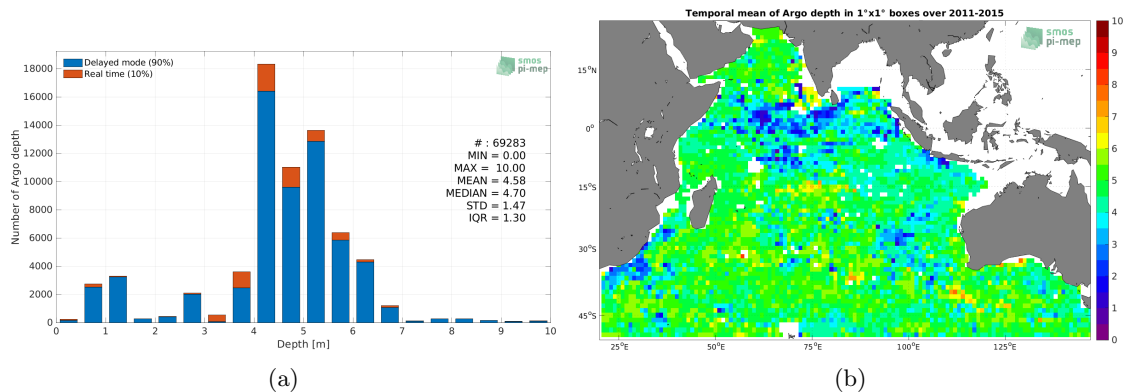 Delayed mode (90%)
Real time (10%)
smos
pi-mep
18000
16000
14000
12000
10000
8000
6000
4000
2000
0
Number of Argo depth
# : 69283
MIN = 0.00
MAX = 10.00
MEAN = 4.58
MEDIAN = 4.70
STD = 1.47
IQR = 1.30
0 1 2 3 4 5 6 7 8 9 10
Depth [m]
(a)
Temporal mean of Argo depth in 1°x1° boxes over 2011-2015
smos
pi-mep
15°N
0°
15°S
30°S
45°S
25°E 50°E 75°E 100°E 125°E
10
9
8
7
6
5
4
3
2
1
0
(b)